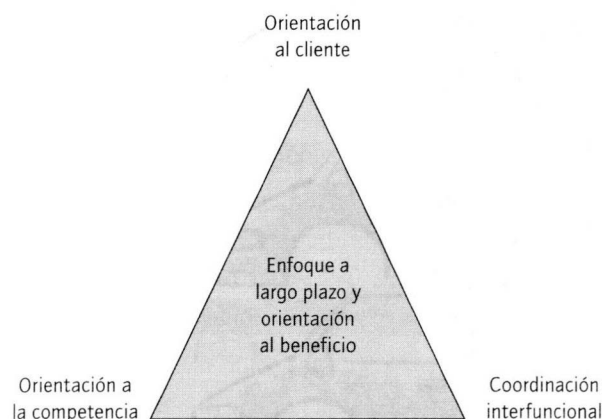 Orientación
al cliente
Enfoque a
largo plazo y
orientación
al beneficio
Orientación a
la competencia
Coordinación
interfuncional